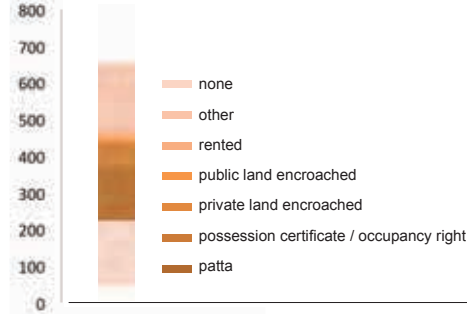 800
700
600
500
400
300
200
100
0
none
other
rented
public land encroached
private land encroached
possession certificate / occupancy right
patta